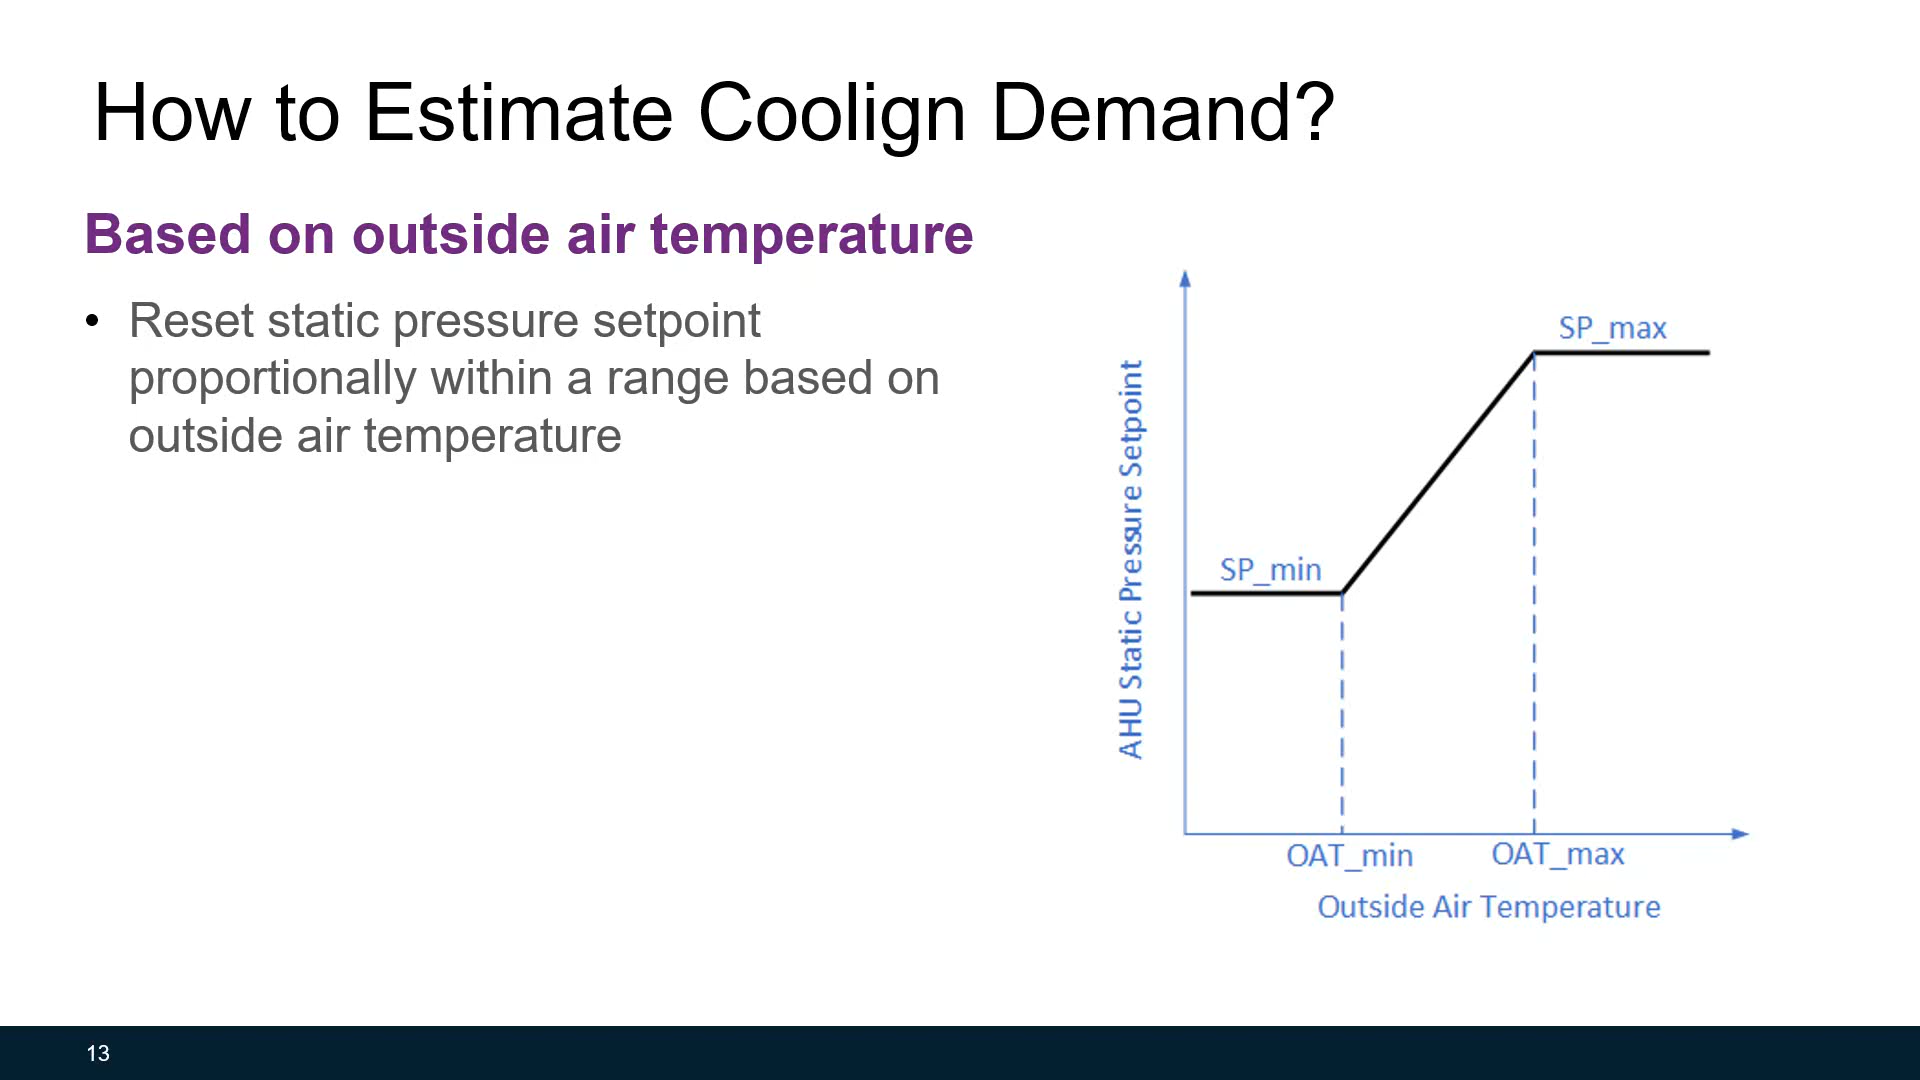 How to Estimate Coolign Demand?
Based on outside air temperature
• Reset static pressure setpoint
proportionally within a range based on
outside air temperature
AHU Static Pressure Setpoint
SP_max
SP_min
OAT_min
OAT_max
Outside Air Temperature
13